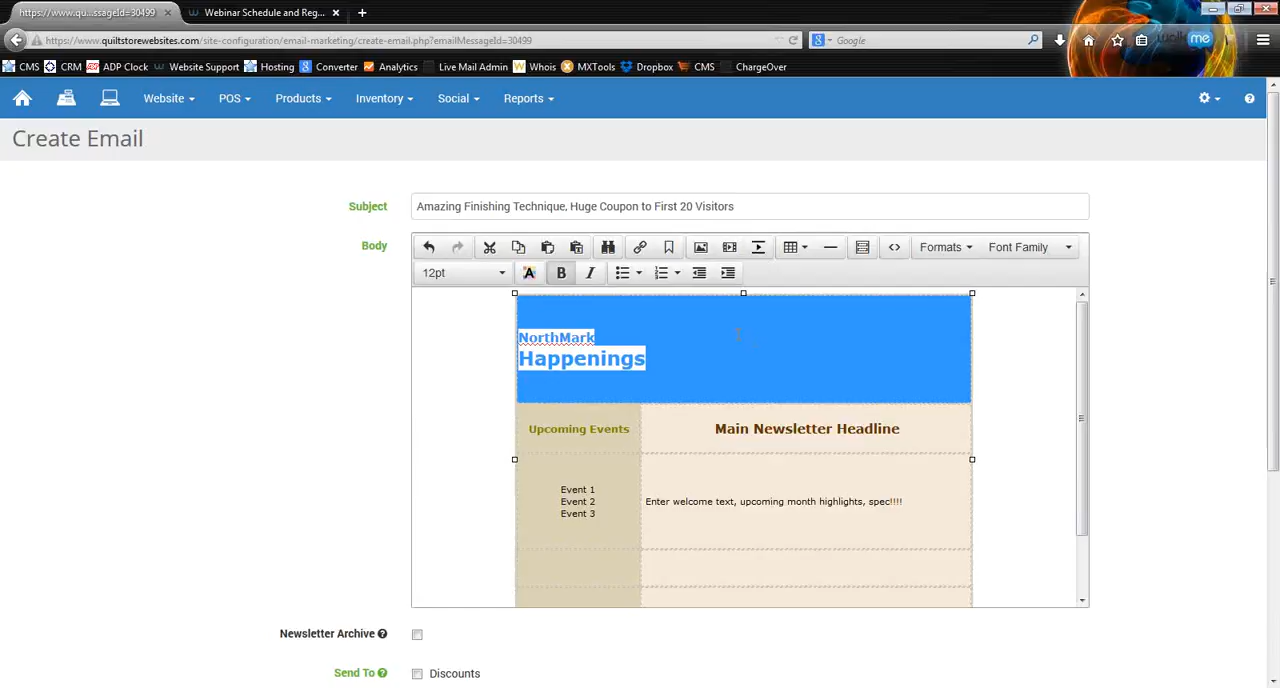 https://www.qu...ssageId=30499
Webinar Schedule and Reg...
https://www.quiltstorewebsites.com/site-configuration/email-marketing/create-email.php?emailMessageId=30499
Google
walkme
CMS CRM ADP Clock Website Support Hosting Converter Analytics Live Mail Admin Whois MXTools Dropbox CMS ChargeOver
Website POS Products Inventory Social Reports
Create Email
Subject
Amazing Finishing Technique, Huge Coupon to First 20 Visitors
Body
Formats Font Family
12pt A B I
NorthMark
Happenings
Upcoming Events
Main Newsletter Headline
Event 1
Event 2
Event 3
Enter welcome text, upcoming month highlights, spec!!!!
Newsletter Archive
Send To
Discounts